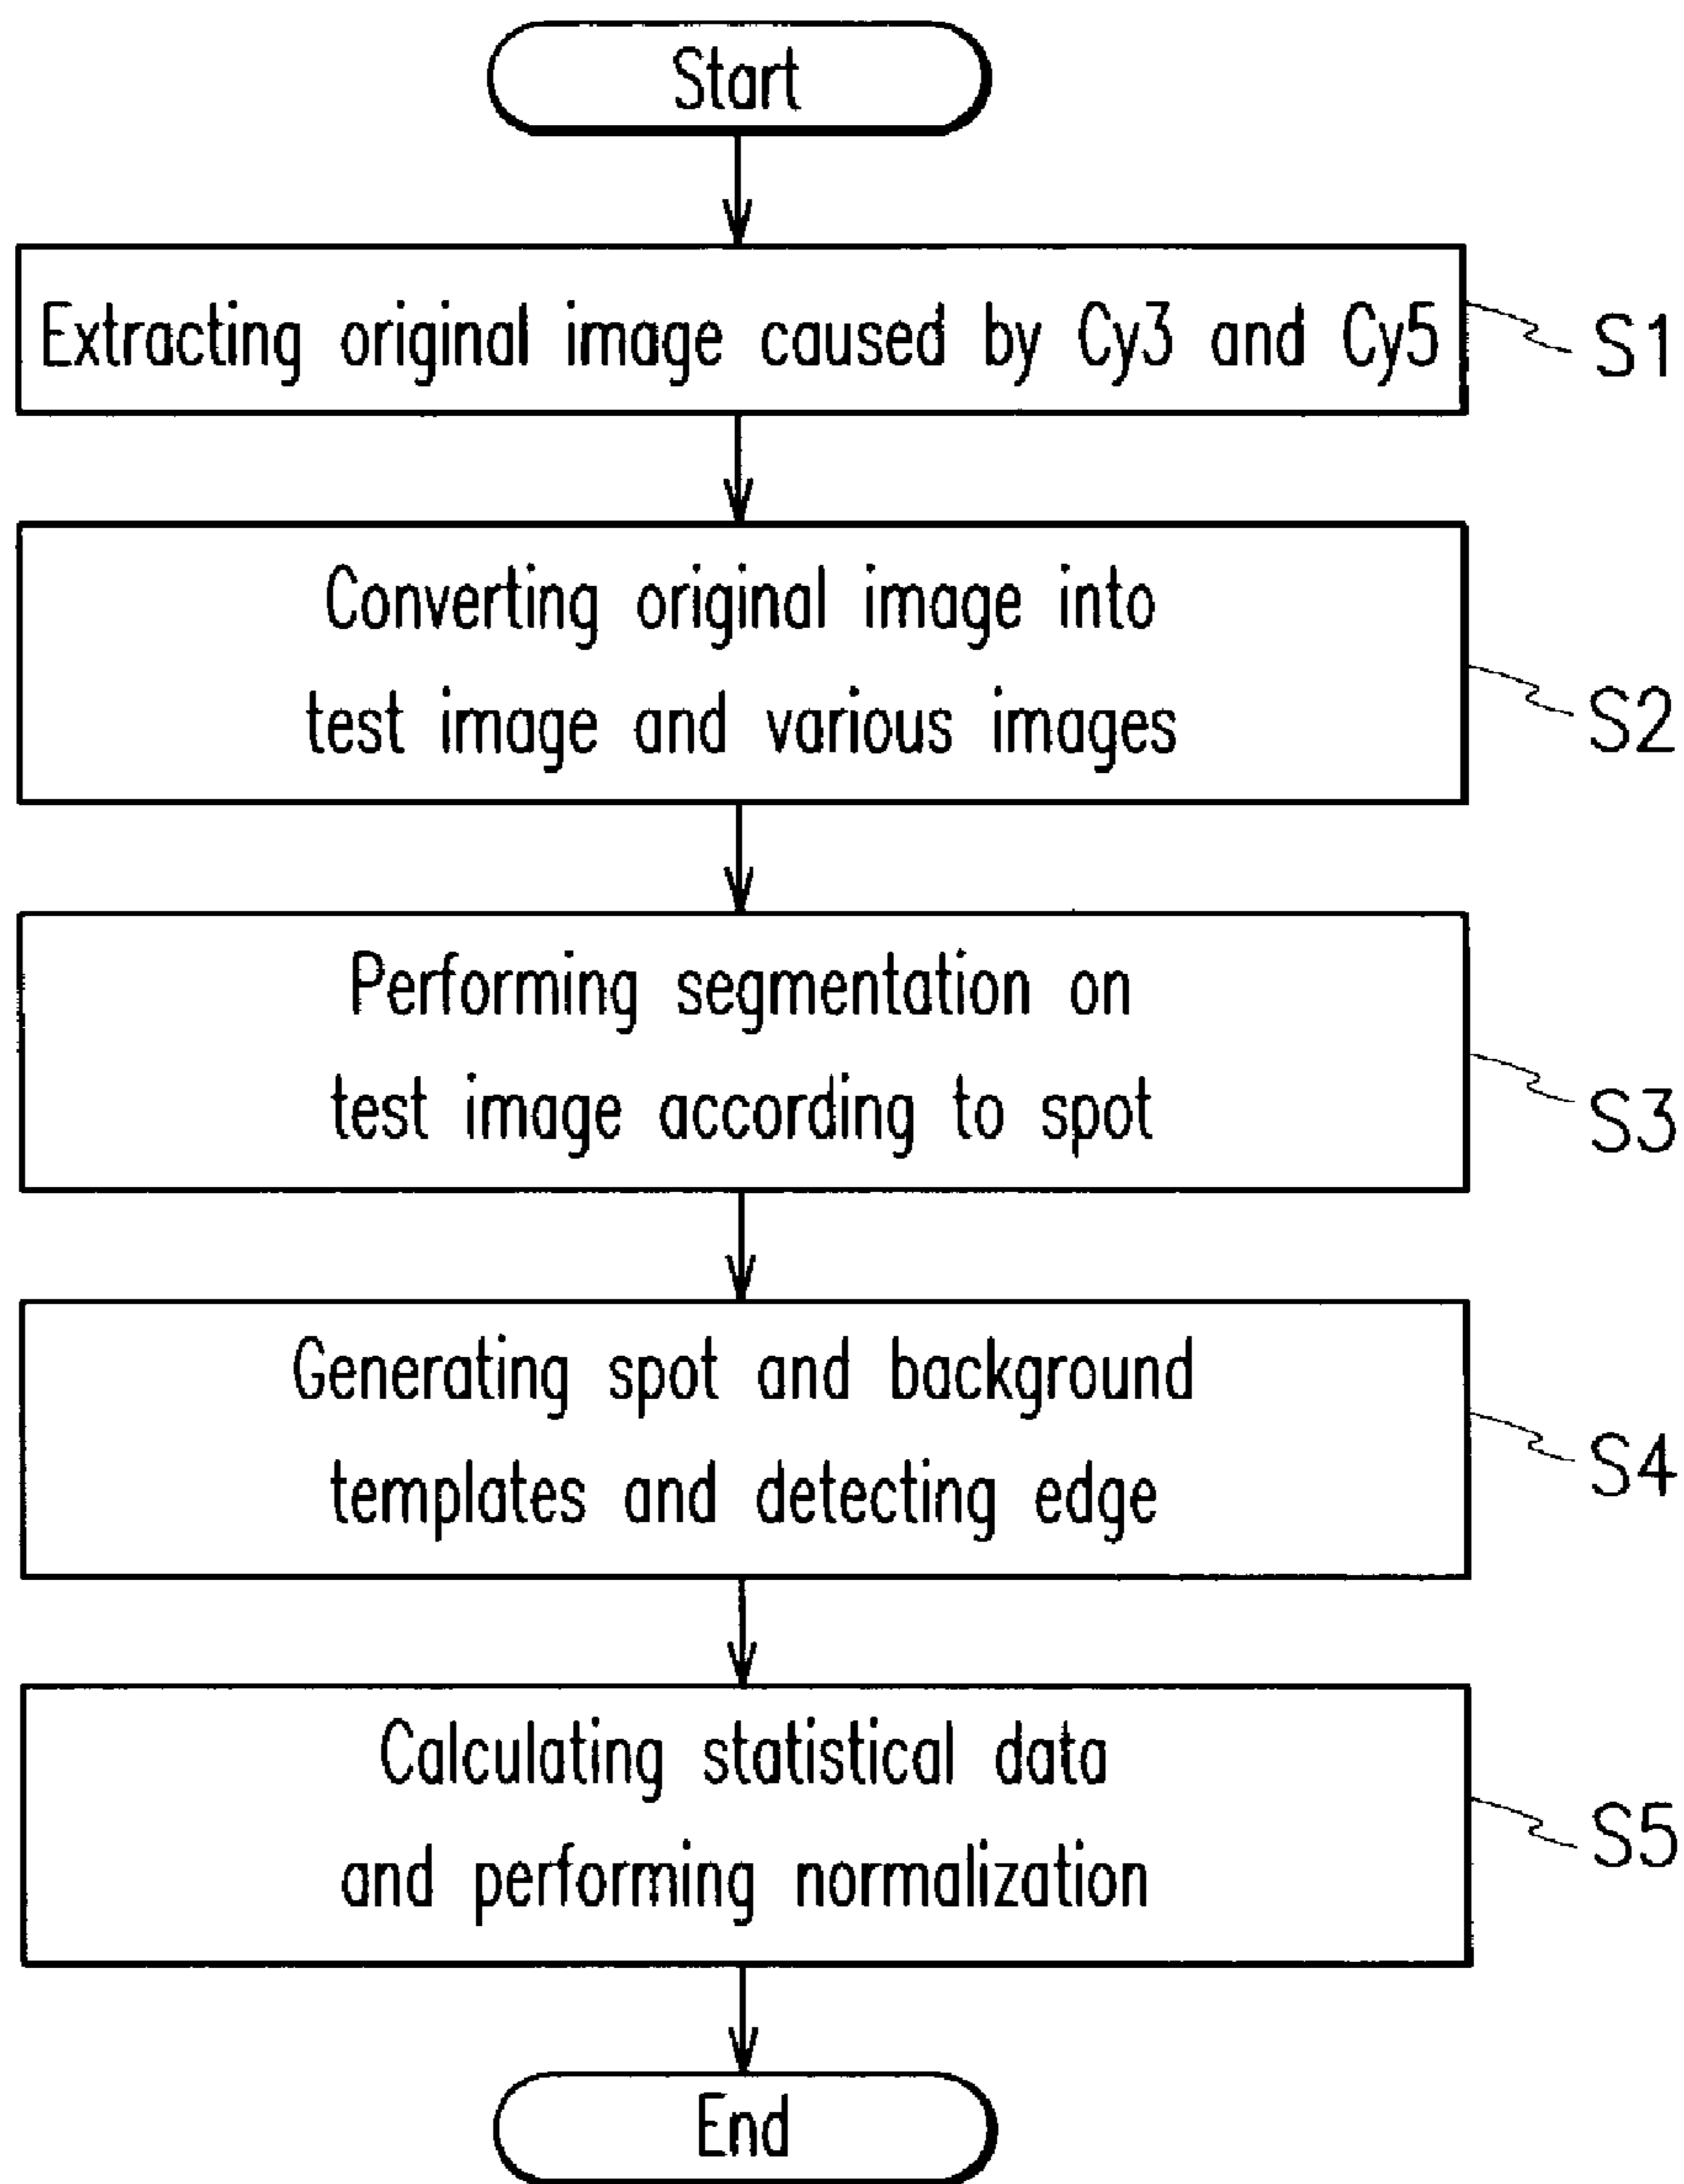 Start
Extracting original image caused by Cy3 and Cy5
S1
Converting original image into
test image and various images
S2
Performing segmentation on
test image according to spot
S3
Generating spot and background
templates and detecting edge
S4
Calculating statistical data
and performing normalization
S5
End